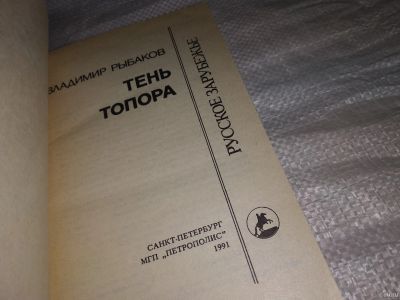 ВЛАДИМИР РЫБАКОВ
ТЕНЬ
ТОПОРА
РУССКОЕ ЗАРУБЕЖЬЕ
САНКТ-ПЕТЕРБУРГ
МГП „ПЕТРОПОЛИС"
1991